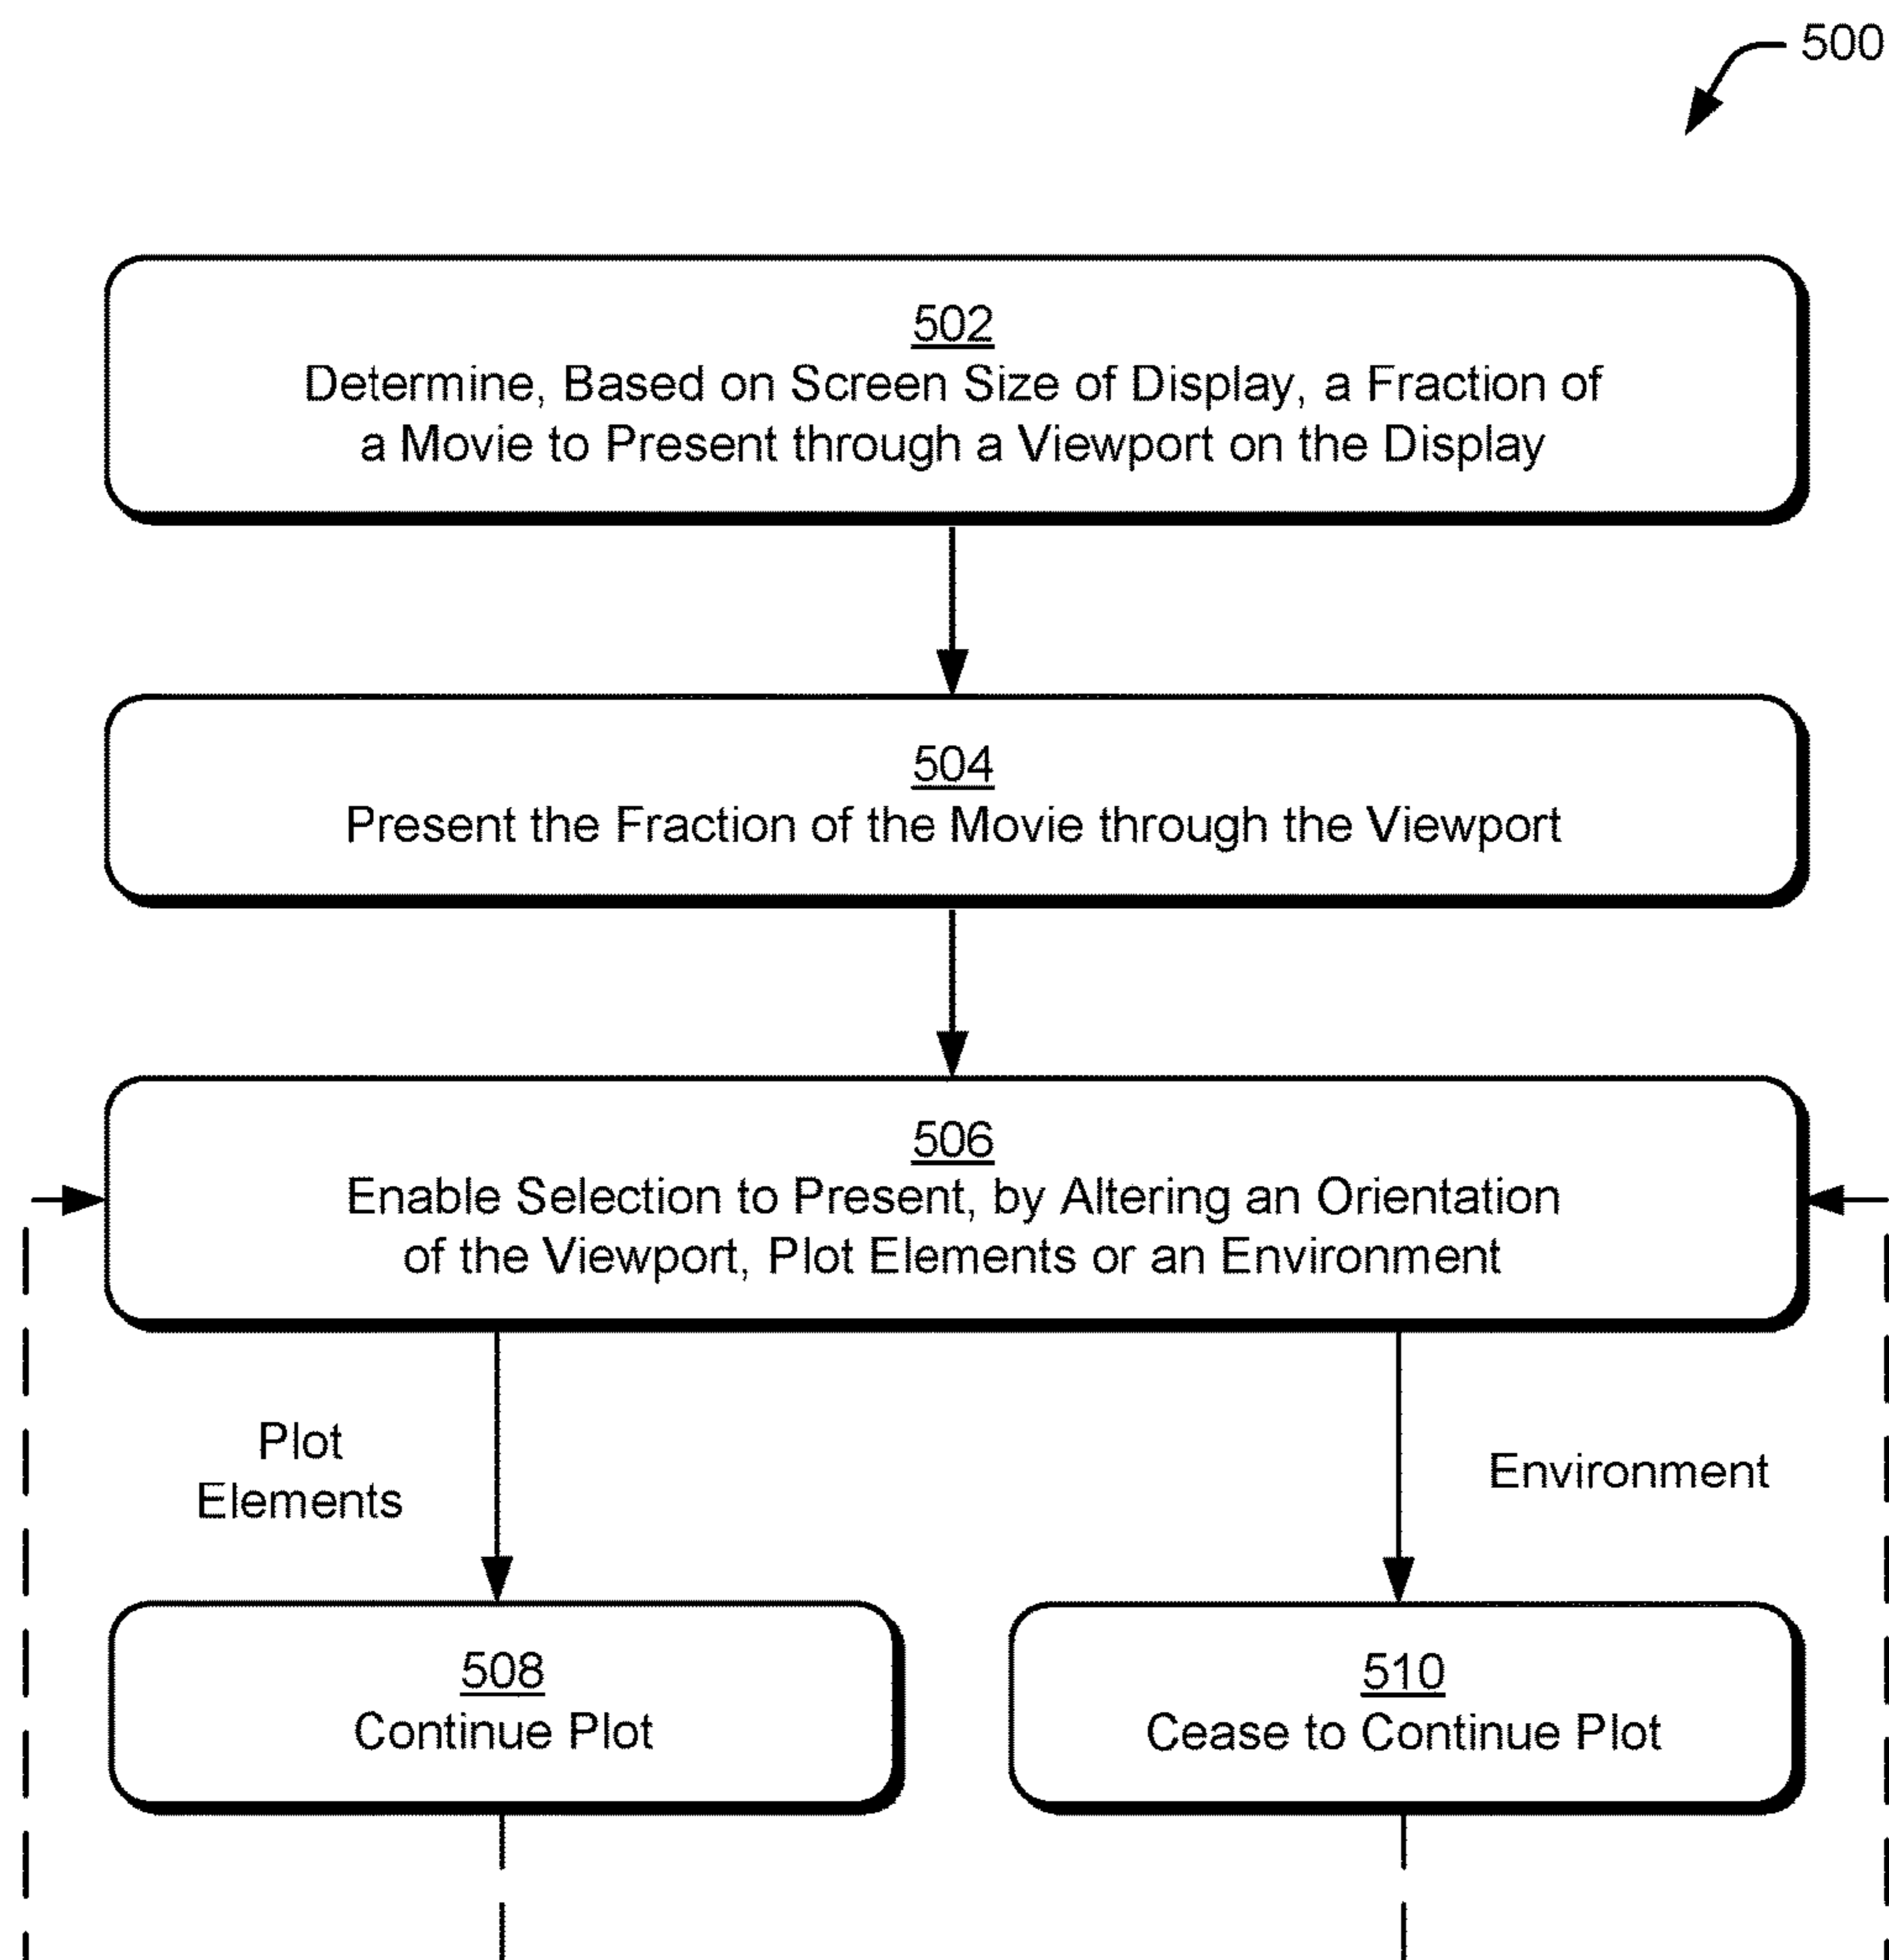 500
502
Determine, Based on Screen Size of Display, a Fraction of
a Movie to Present through a Viewport on the Display
504
Present the Fraction of the Movie through the Viewport
506
Enable Selection to Present, by Altering an Orientation
of the Viewport, Plot Elements or an Environment
Plot
Elements
Environment
508
Continue Plot
510
Cease to Continue Plot